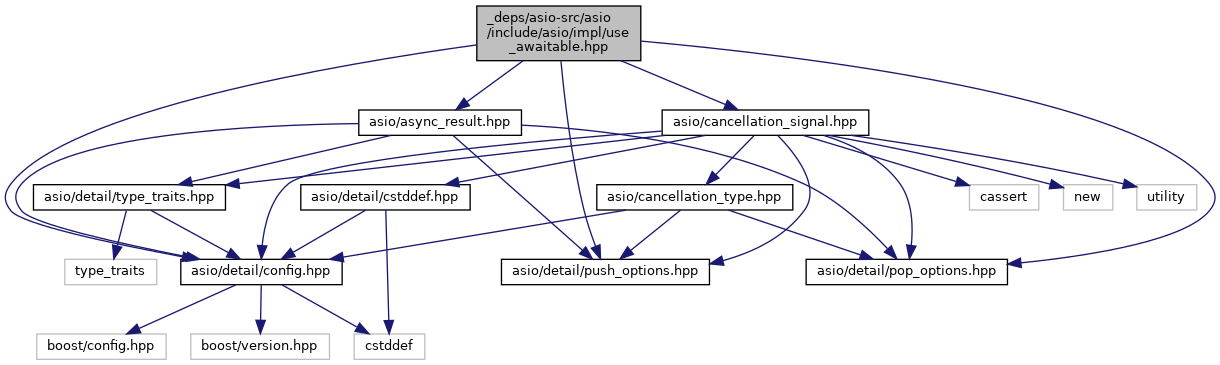 _deps/asio-src/asio
/include/asio/impl/use
_awaitable.hpp
asio/async_result.hpp
asio/cancellation_signal.hpp
asio/detail/type_traits.hpp
asio/detail/cstddef.hpp
asio/cancellation_type.hpp
cassert
new
utility
type_traits
asio/detail/config.hpp
asio/detail/push_options.hpp
asio/detail/pop_options.hpp
boost/config.hpp
boost/version.hpp
cstddef